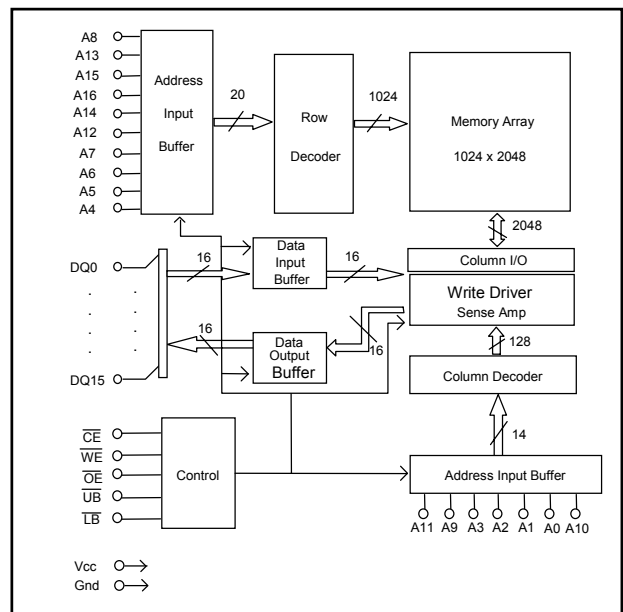 A8
A13
A15
A16
A14
A12
A7
A6
A5
A4
Address
Input
Buffer
20
Row
Decoder
1024
Memory Array
1024 x 2048
2048
DQ0
DQ15
16
Data
Input
Buffer
16
Column I/O
Write Driver
Sense Amp
16
Data
Output
Buffer
16
128
Column Decoder
14
CE
WE
OE
UB
LB
Control
Address Input Buffer
A11 A9 A3 A2 A1 A0 A10
Vcc
Gnd